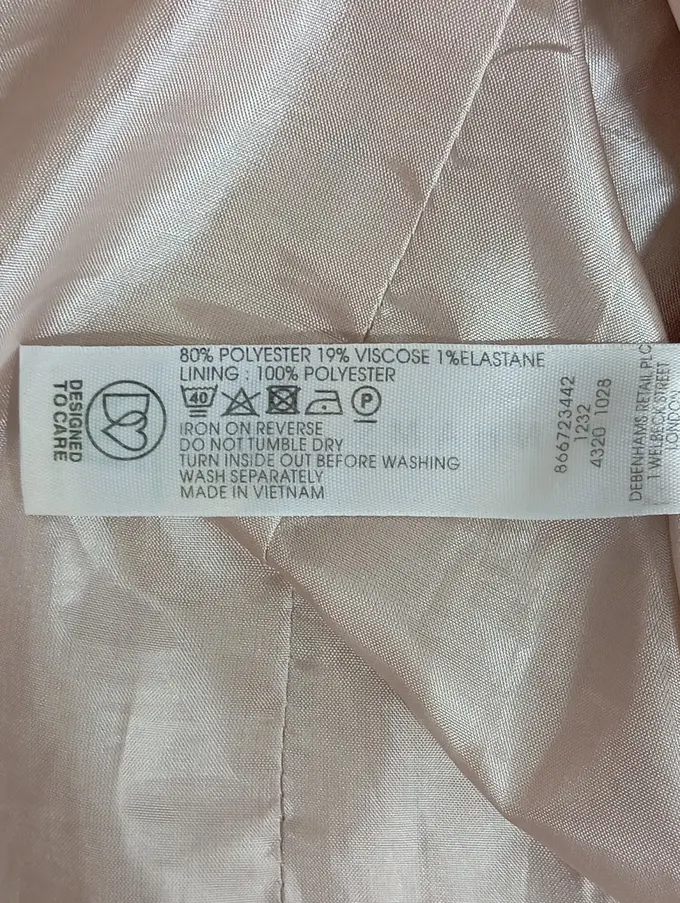 80% POLYESTER 19% VISCOSE 1%ELASTANE
LINING : 100% POLYESTER
40
P
IRON ON REVERSE
DO NOT TUMBLE DRY
TURN INSIDE OUT BEFORE WASHING
WASH SEPARATELY
MADE IN VIETNAM
DESIGNED
TO CARE
866723442
1232
4320 1028
DEBENHAMS RETAIL PLC
1 WELBECK STREET
LONDON